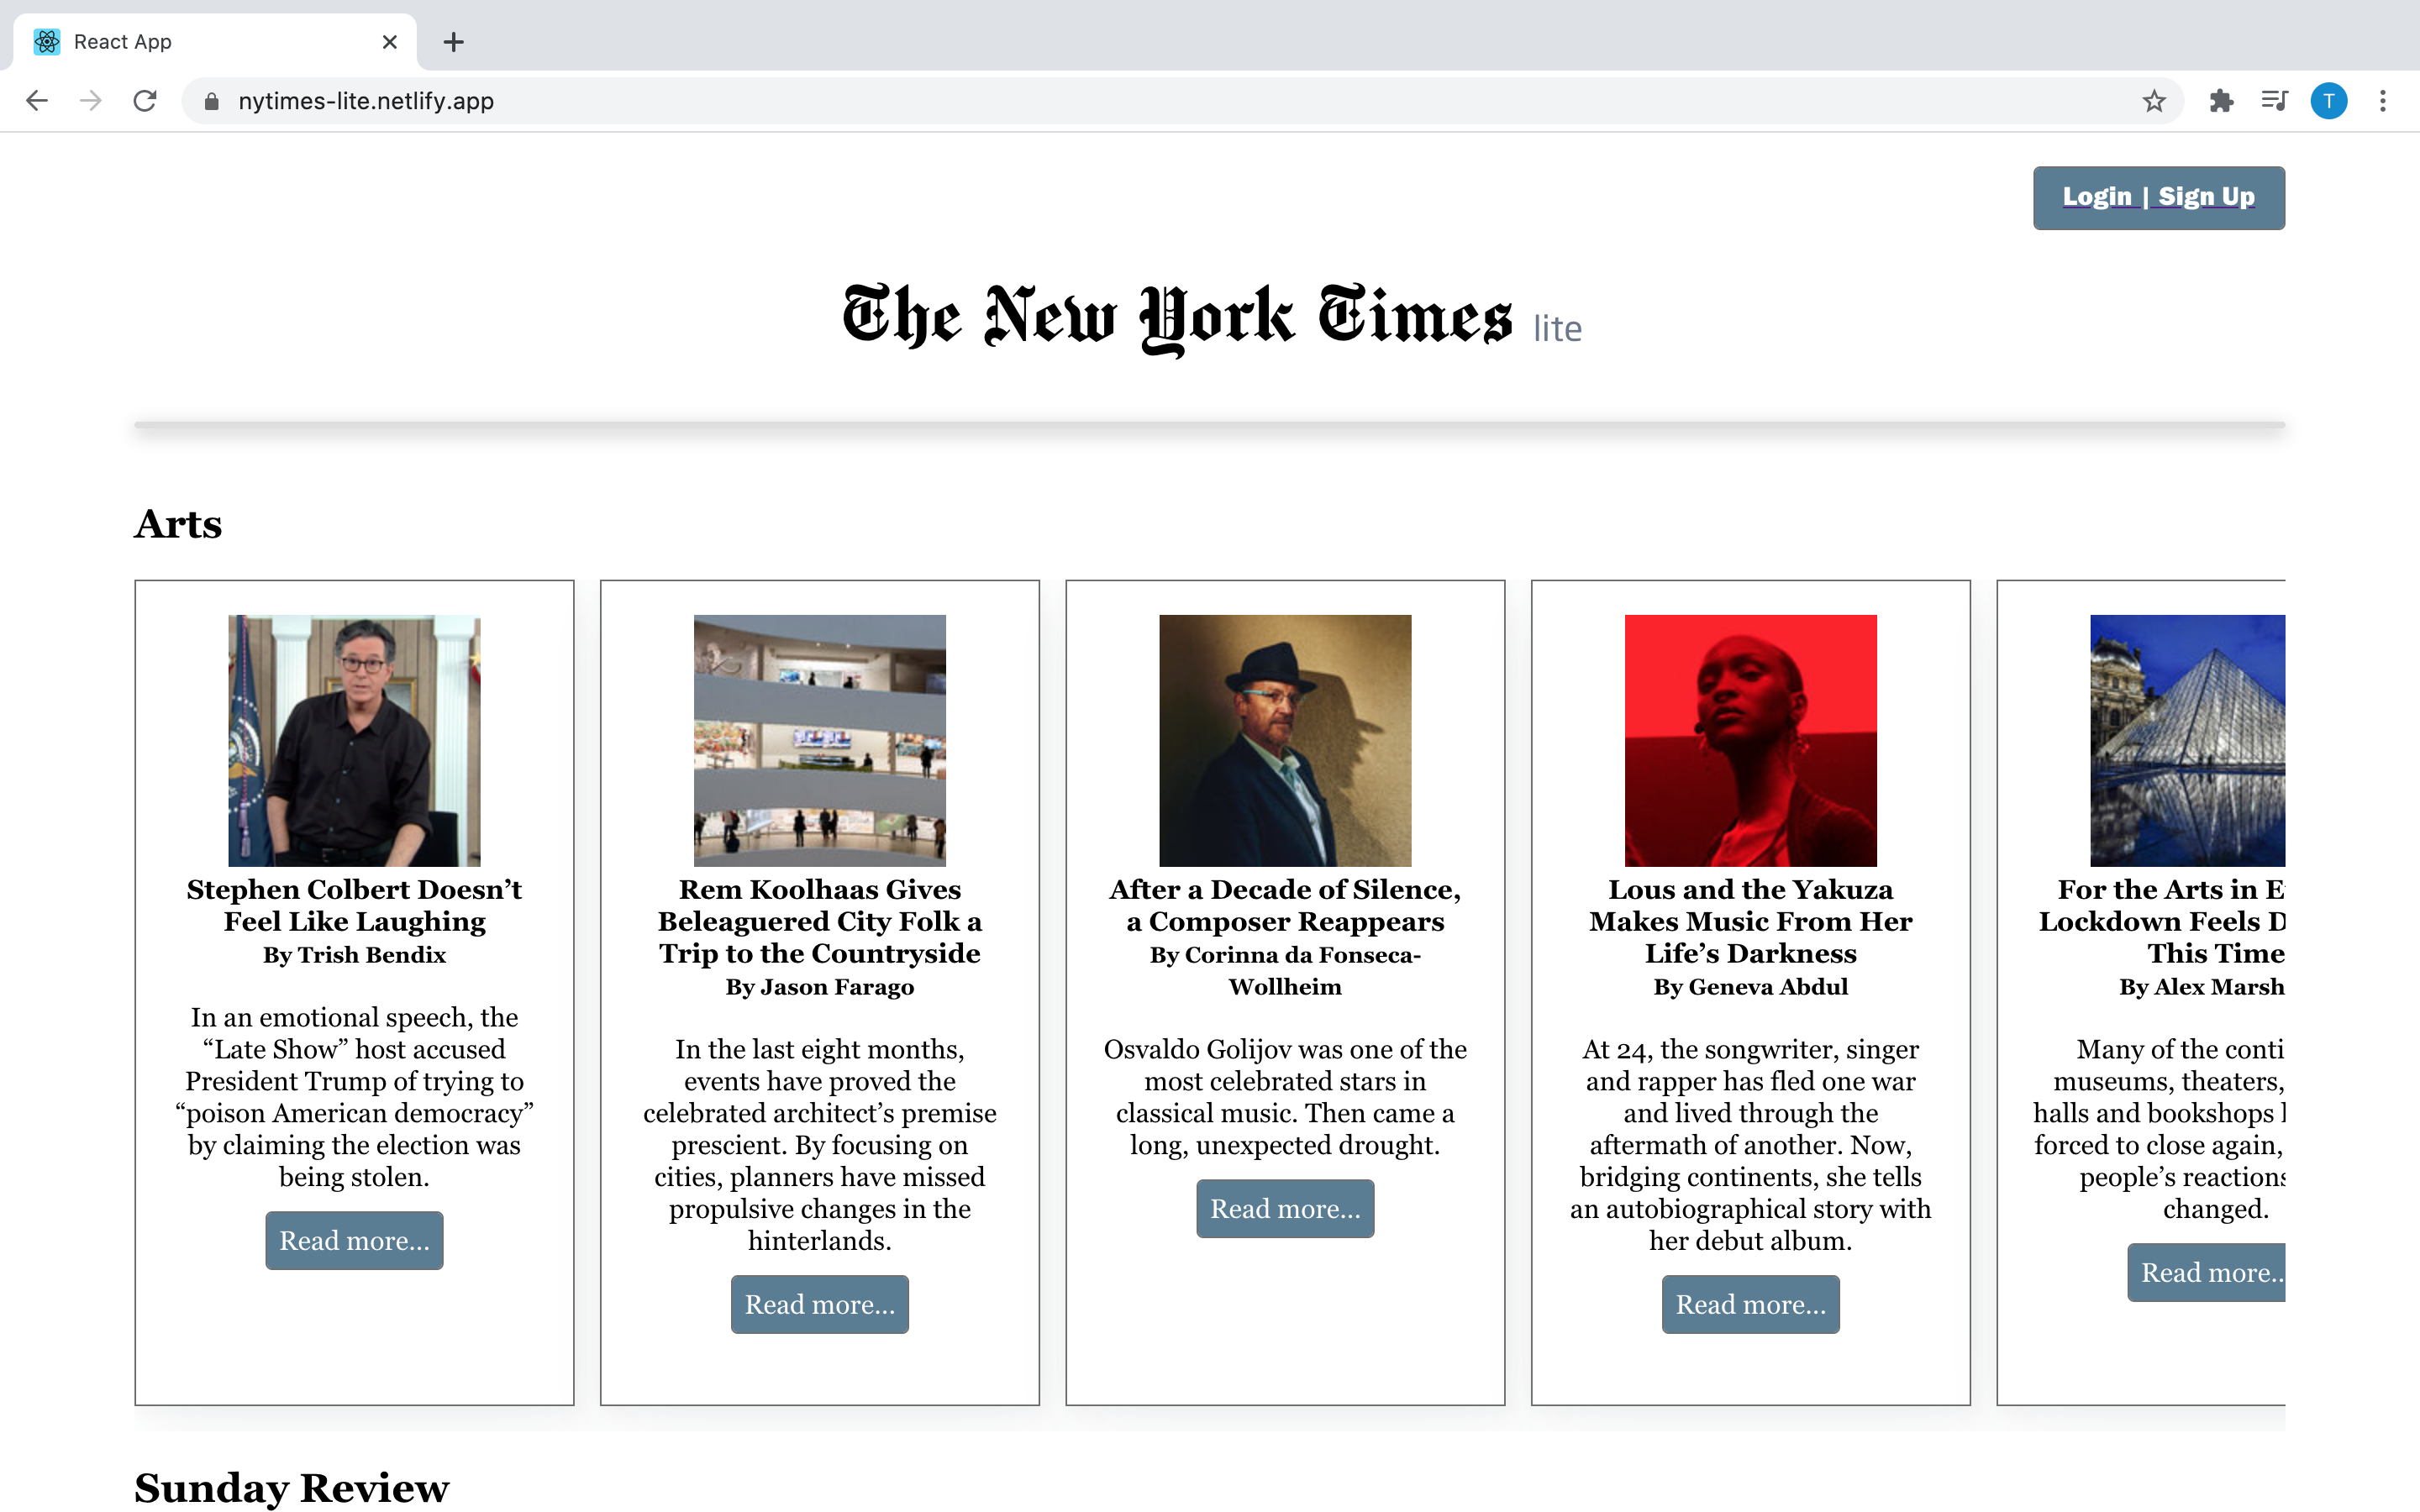 React App
nytimes-lite.netlify.app
T
Login | Sign Up
The New York Times lite
Arts
Stephen Colbert Doesn’t
Feel Like Laughing
By Trish Bendix
In an emotional speech, the
“Late Show” host accused
President Trump of trying to
“poison American democracy”
by claiming the election was
being stolen.
Read more...
Rem Koolhaas Gives
Beleaguered City Folk a
Trip to the Countryside
By Jason Farago
In the last eight months,
events have proved the
celebrated architect’s premise
prescient. By focusing on
cities, planners have missed
propulsive changes in the
hinterlands.
Read more...
After a Decade of Silence,
a Composer Reappears
By Corinna da Fonseca-
Wollheim
Osvaldo Golijov was one of the
most celebrated stars in
classical music. Then came a
long, unexpected drought.
Read more...
Lous and the Yakuza
Makes Music From Her
Life’s Darkness
By Geneva Abdul
At 24, the songwriter, singer
and rapper has fled one war
and lived through the
aftermath of another. Now,
bridging continents, she tells
an autobiographical story with
her debut album.
Read more...
For the Arts in E
Lockdown Feels D
This Time
By Alex Marsh
Many of the conti
museums, theaters,
halls and bookshops
forced to close again,
people’s reactions
changed.
Read more..
Sunday Review